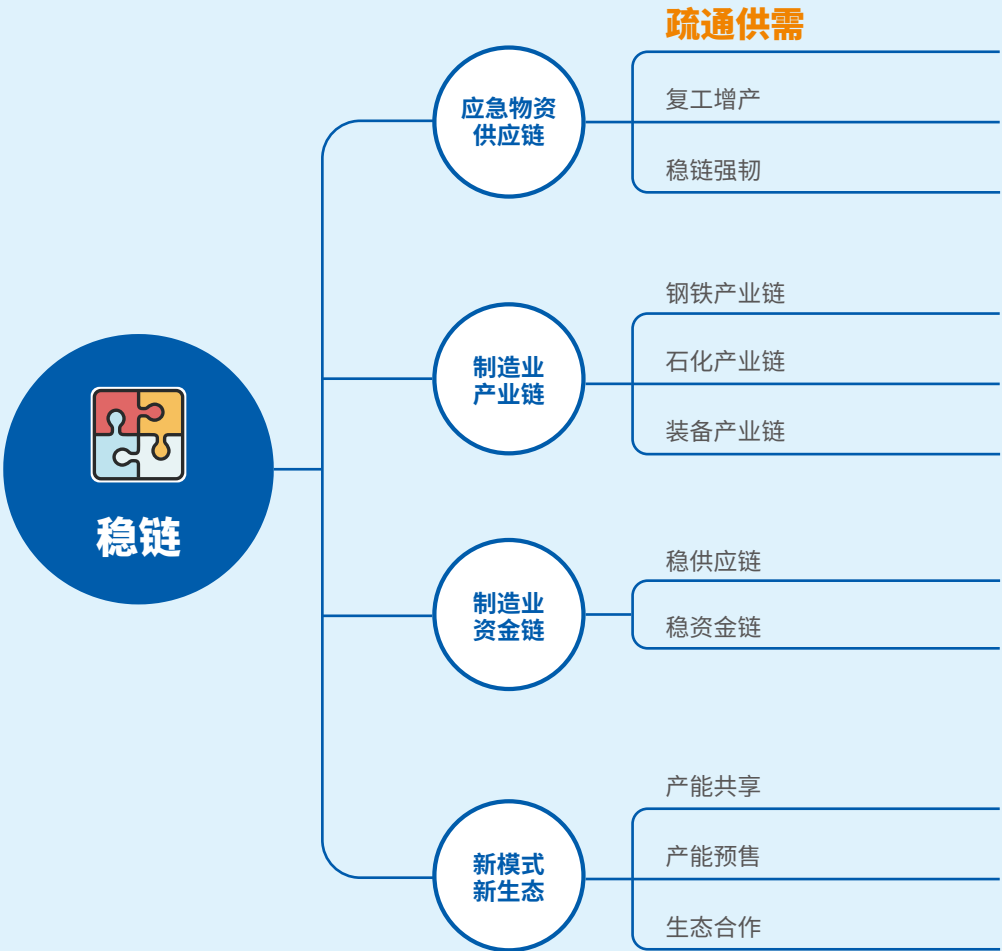 疏通供需
应急物资
供应链
复工增产
稳链强韧
钢铁产业链
制造业
产业链
石化产业链
装备产业链
稳链
稳供应链
制造业
资金链
稳资金链
产能共享
新模式
新生态
产能预售
生态合作